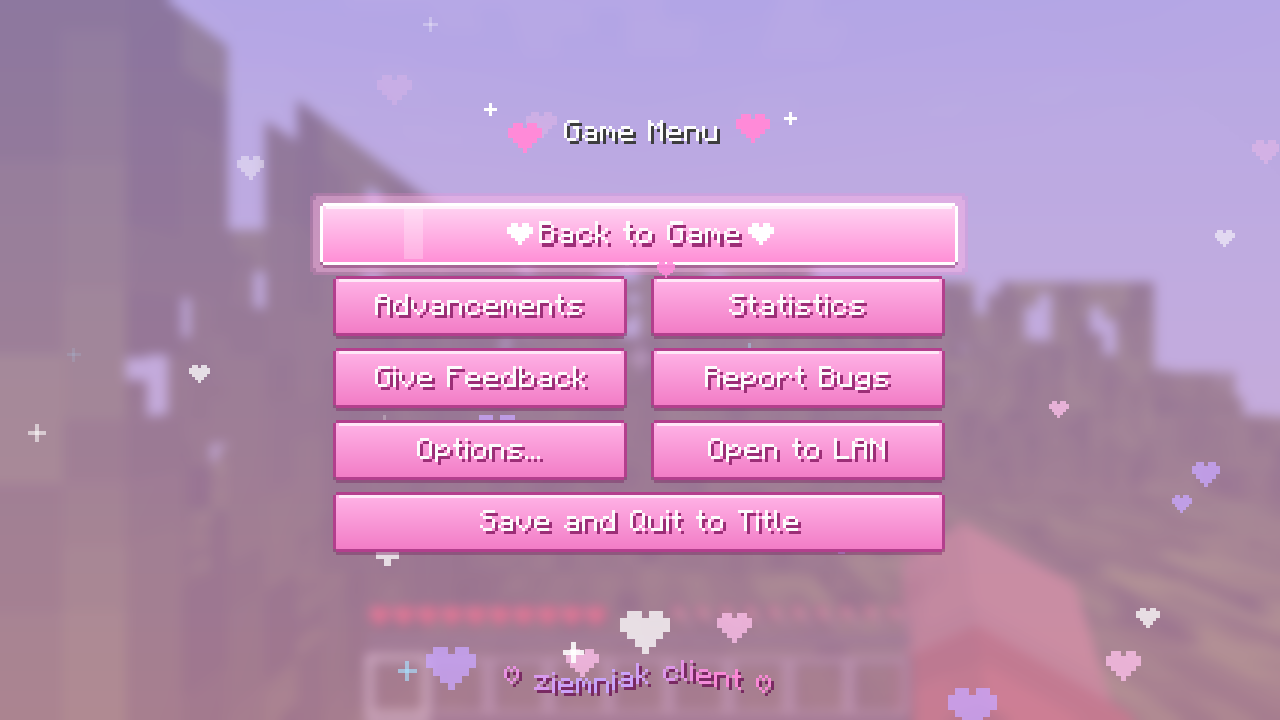 Game Menu
Back to Game
Advancements
Statistics
Give Feedback
Report Bugs
Options...
Open to LAN
Save and Quit to Title
ziemniak client